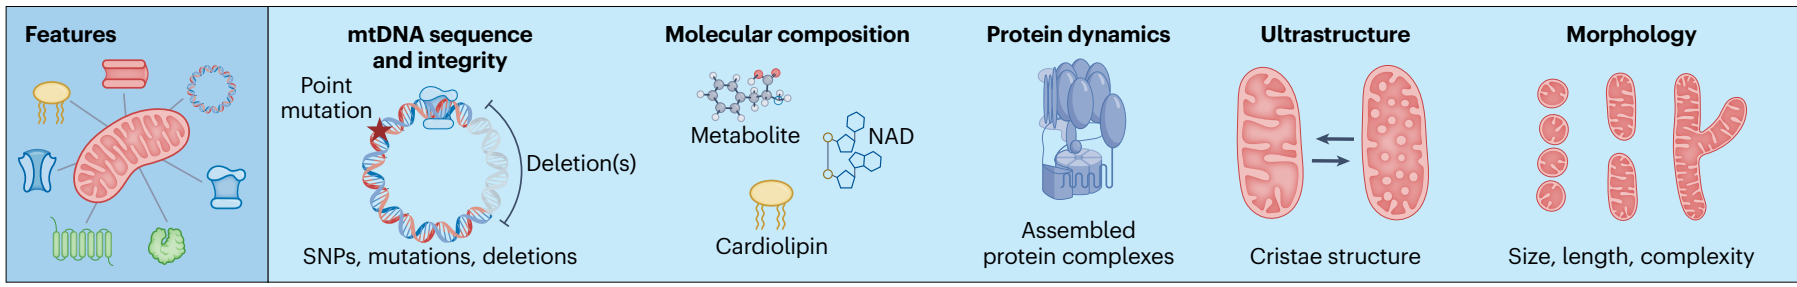 Features
mtDNA sequence
and integrity
Point
mutation
Deletion(s)
SNPs, mutations, deletions
Molecular composition
Metabolite
NAD
Cardiolipin
Protein dynamics
Assembled
protein complexes
Ultrastructure
Cristae structure
Morphology
Size, length, complexity